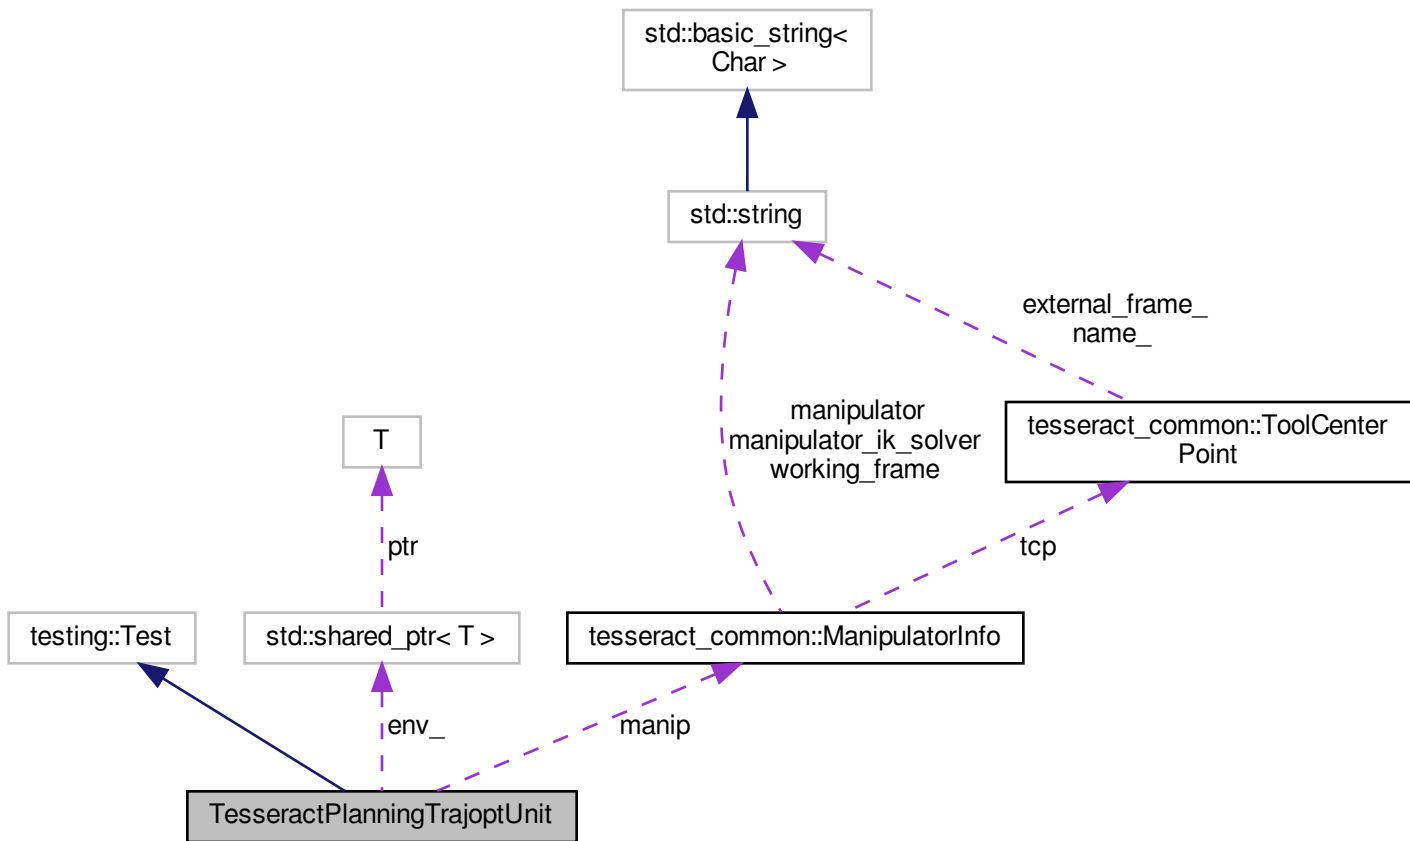 std::basic_string<
Char >
std::string
external_frame_
name_
manipulator
manipulator_ik_solver
working_frame
tesseract_common::ToolCenter
Point
T
ptr
tcp
testing::Test
std::shared_ptr< T >
tesseract_common::ManipulatorInfo
env_
manip
TesseractPlanningTrajoptUnit